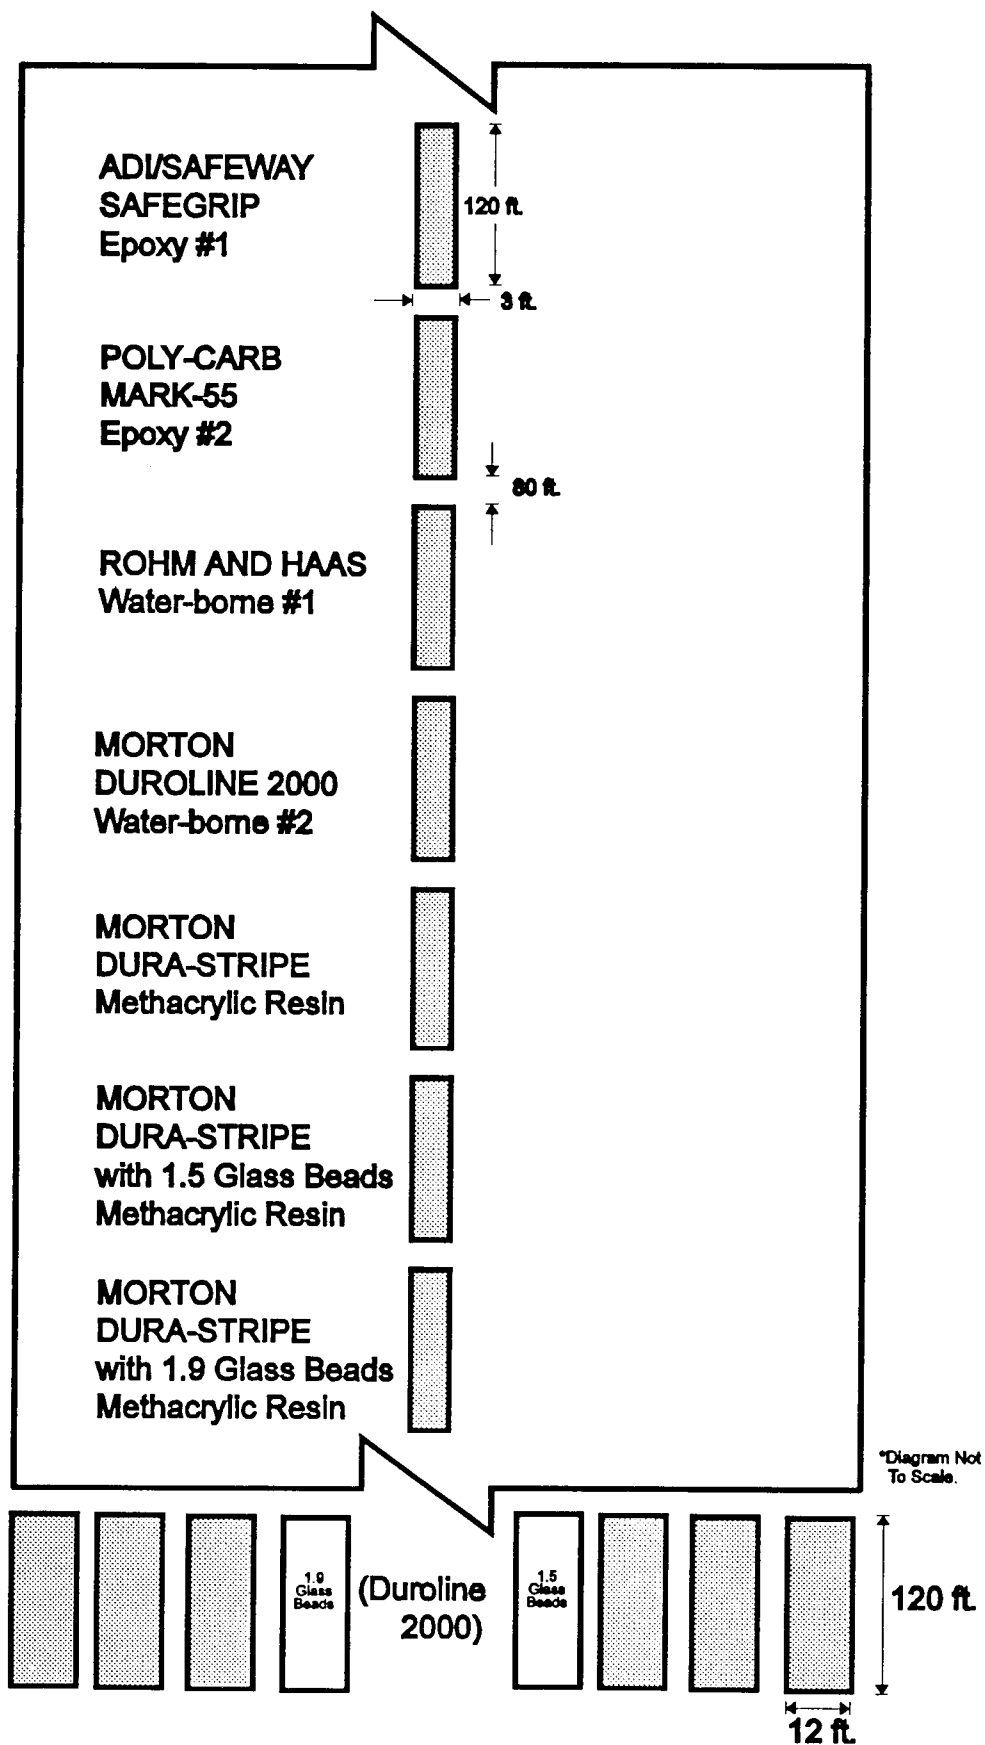 ADI/SAFEWAY
SAFEGRIP
Epoxy #1
120 ft.
3 ft.
POLY-CARB
MARK-55
Epoxy #2
80 ft.
ROHM AND HAAS
Water-borne #1
MORTON
DUROLINE 2000
Water-borne #2
MORTON
DURA-STRIPE
Methacrylic Resin
MORTON
DURA-STRIPE
with 1.5 Glass Beads
Methacrylic Resin
MORTON
DURA-STRIPE
with 1.9 Glass Beads
Methacrylic Resin
*Diagram Not
To Scale.
1.9
Glass
Beads
(Duroline
2000)
1.5
Glass
Beads
120 ft.
12 ft.